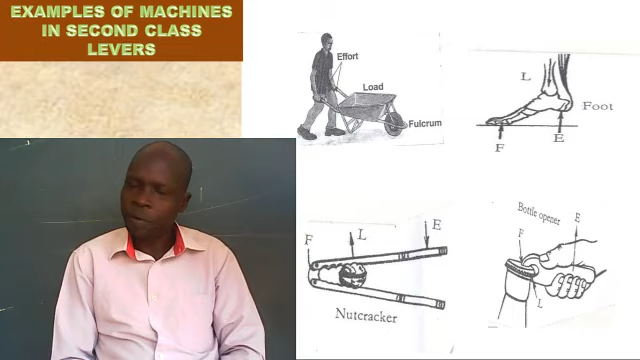 EXAMPLES OF MACHINES
IN SECOND CLASS
LEVERS
Effort
Load
Fulcrum
L
Foot
F
E
F
L
E
Nutcracker
Bottle opener
E
F
L